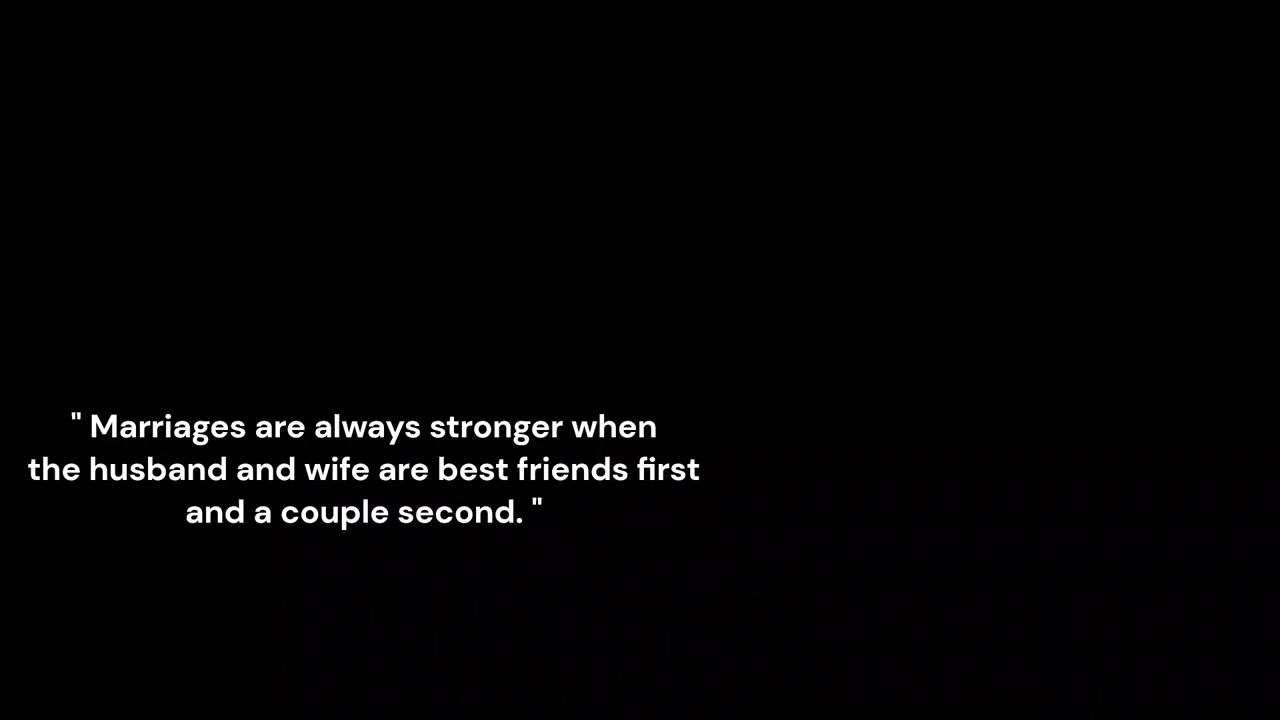 " Marriages are always stronger when
the husband and wife are best friends first
and a couple second. "